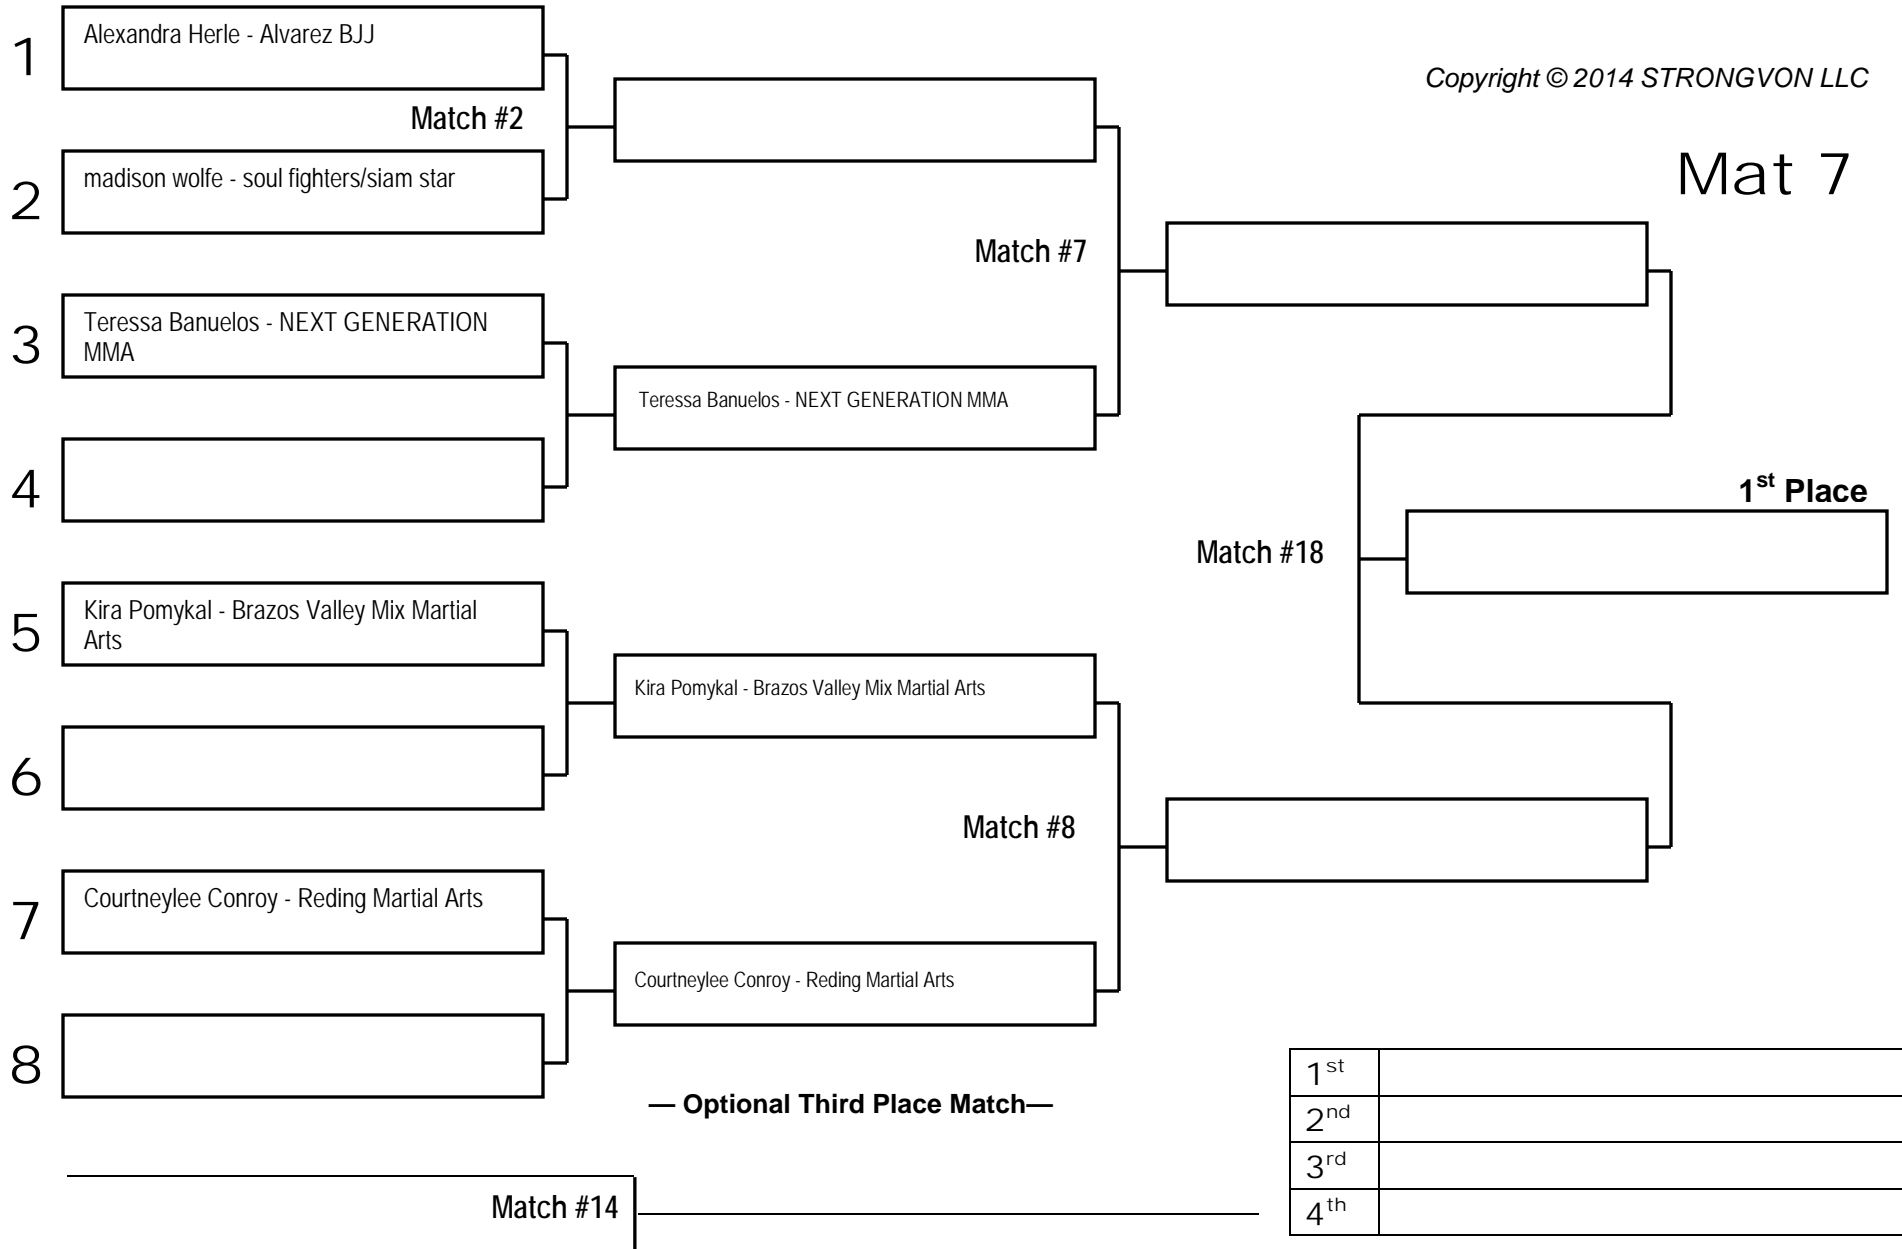 1
Alexandra Herle - Alvarez BJJ
Copyright © 2014 STRONGVON LLC
Match #2
Mat 7
2
madison wolfe - soul fighters/siam star
Match #7
3
Teressa Banuelos - NEXT GENERATION
MMA
Teressa Banuelos - NEXT GENERATION MMA
4
1st Place
Match #18
5
Kira Pomykal - Brazos Valley Mix Martial
Arts
Kira Pomykal - Brazos Valley Mix Martial Arts
6
Match #8
7
Courtneylee Conroy - Reding Martial Arts
Courtneylee Conroy - Reding Martial Arts
8
— Optional Third Place Match—
1st
2nd
3rd
4th
Match #14